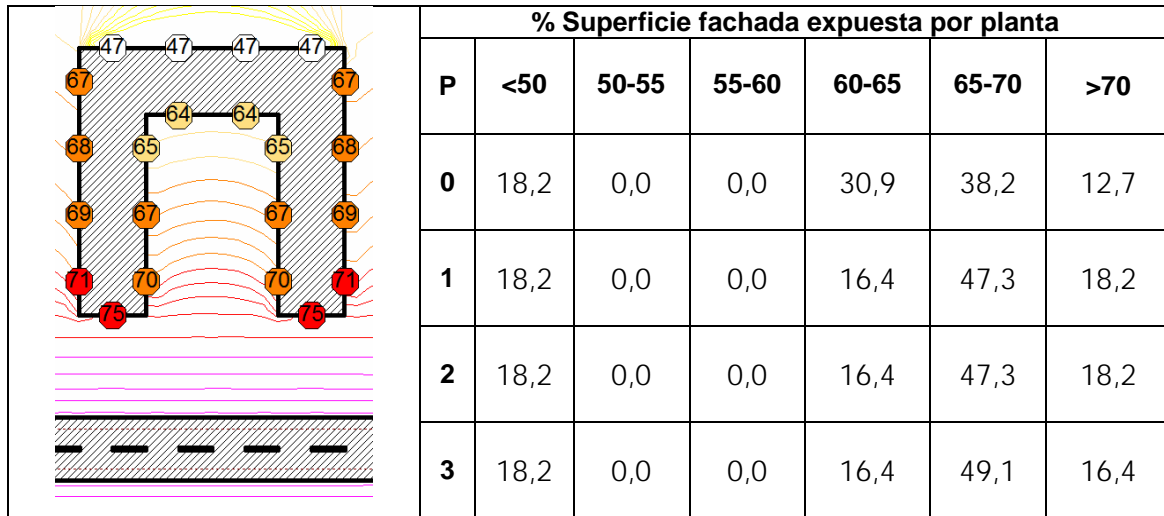 47 47 47 47
67 67
64 64
68 65 65 68
69 67 67 69
71 70 70 71
75 75
% Superficie fachada expuesta por planta
P <50 50-55 55-60 60-65 65-70 >70
0 18,2 0,0 0,0 30,9 38,2 12,7
1 18,2 0,0 0,0 16,4 47,3 18,2
2 18,2 0,0 0,0 16,4 47,3 18,2
3 18,2 0,0 0,0 16,4 49,1 16,4